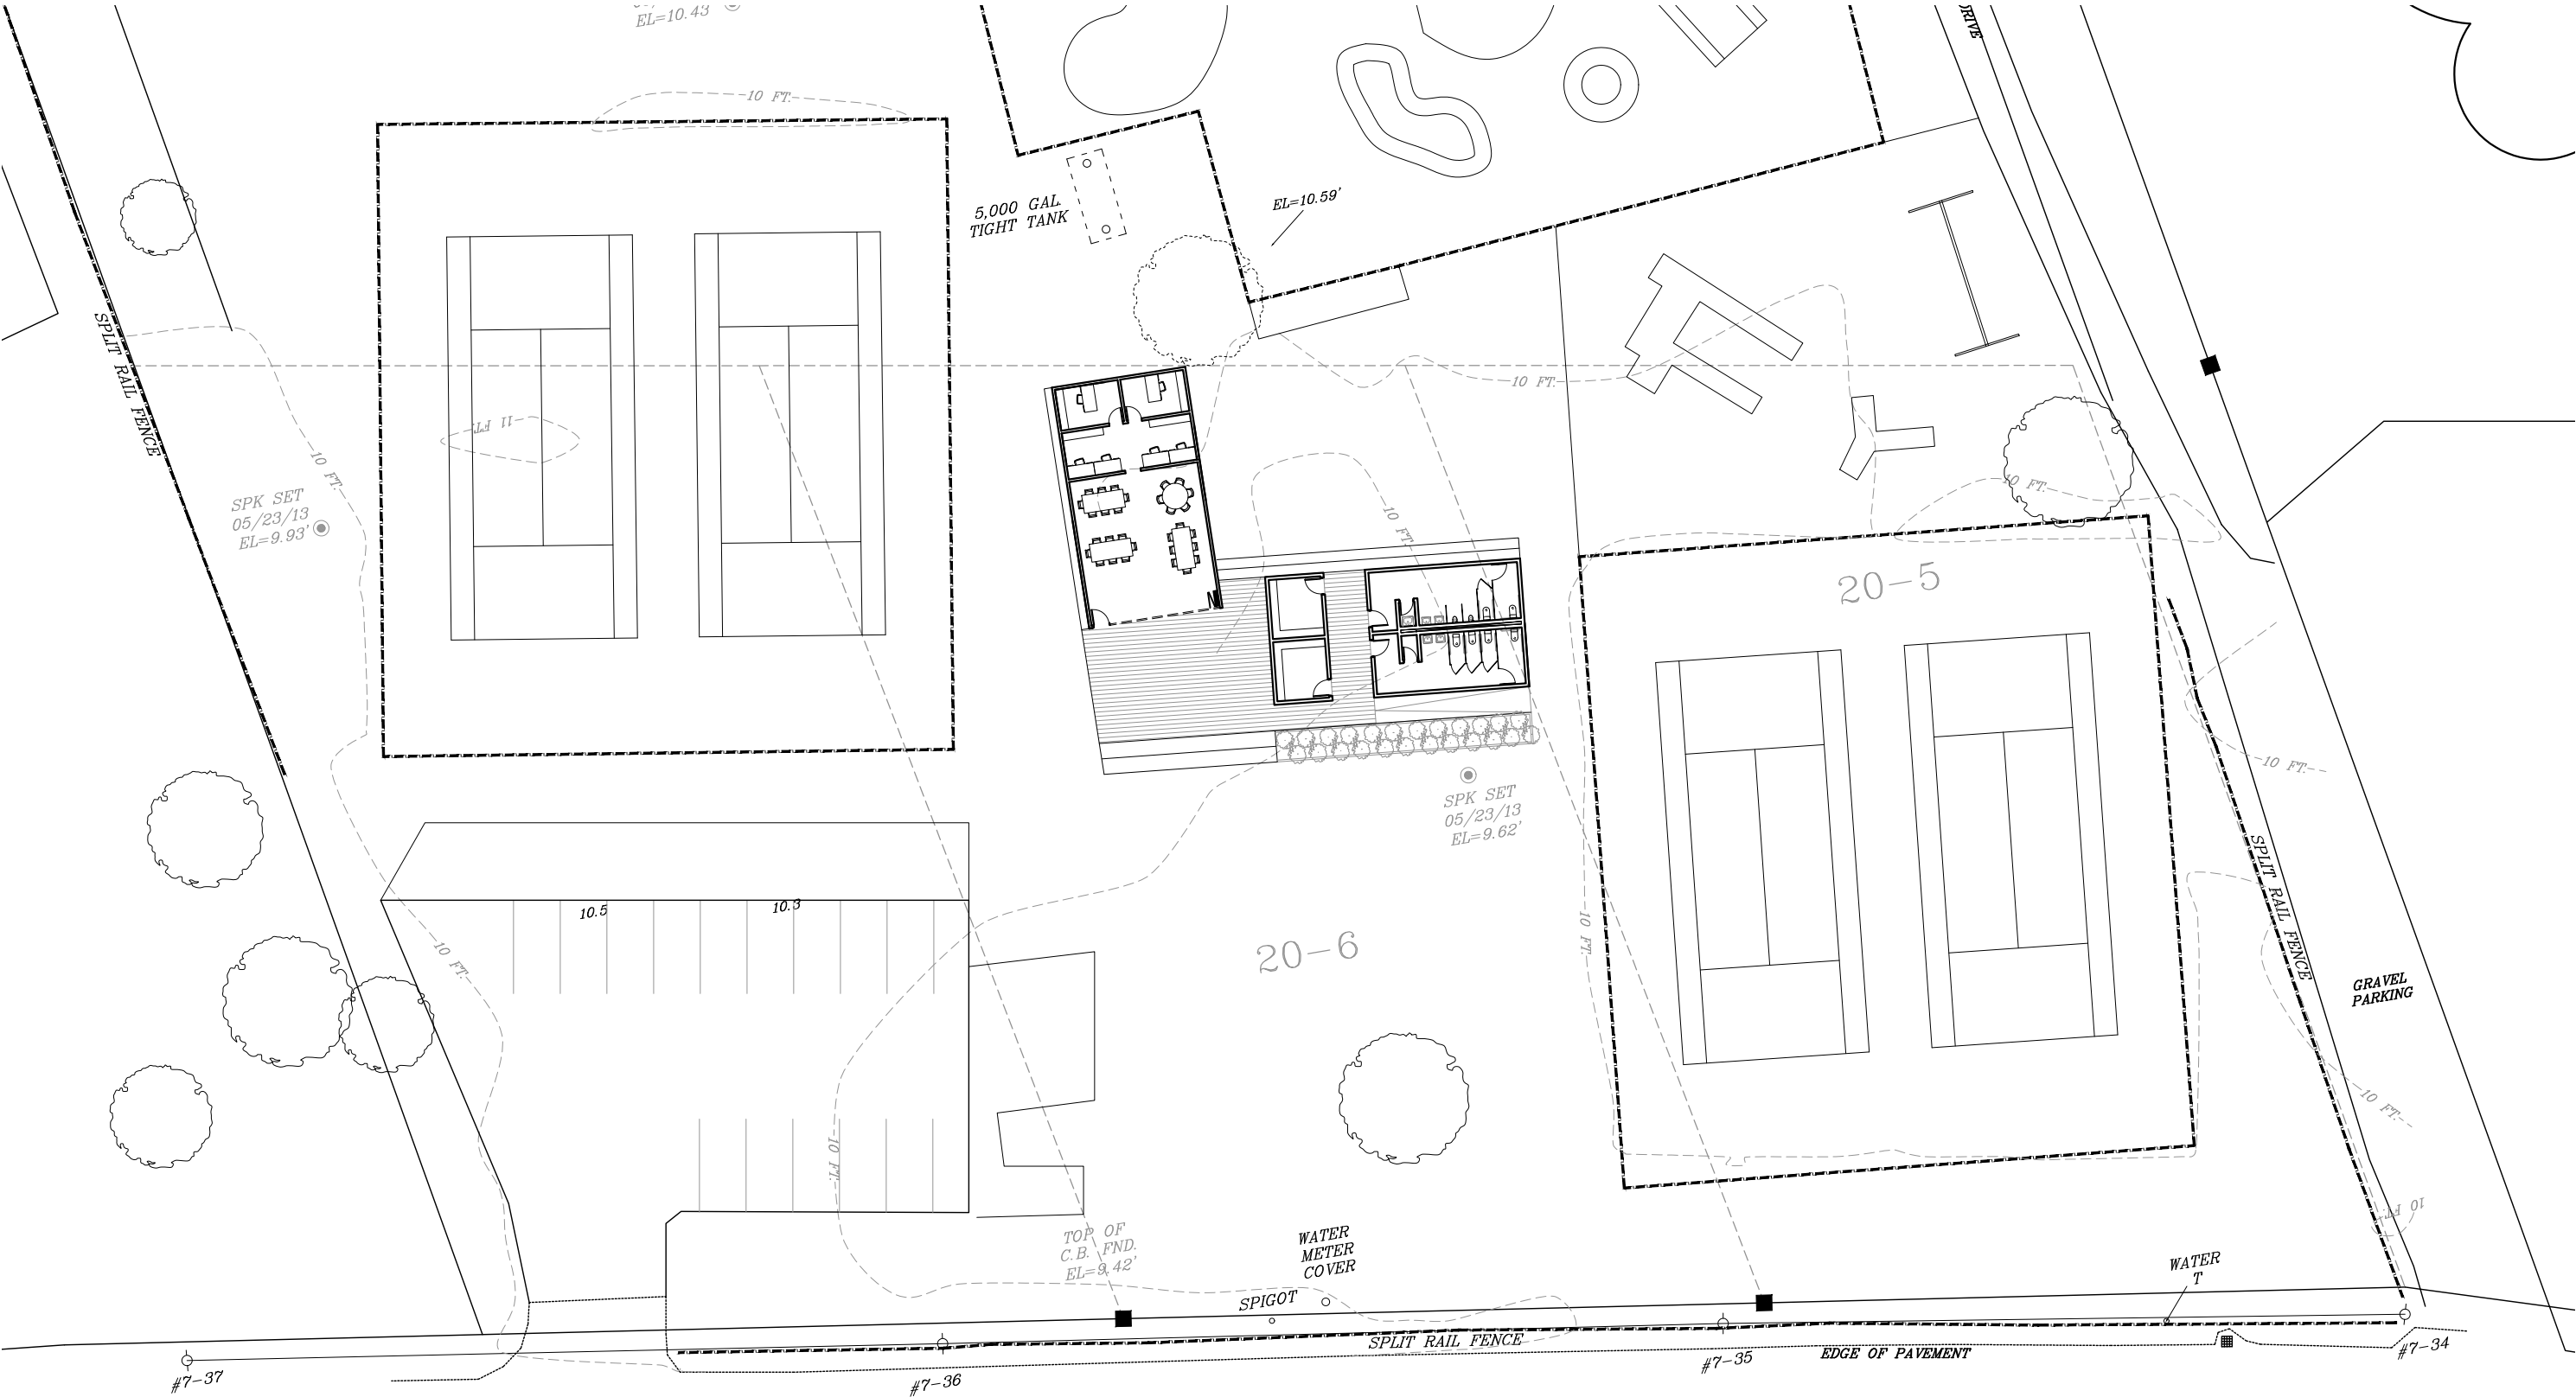 EL=10.43
DRIVE
10 FT.
5,000 GAL.
TIGHT TANK
EL=10.59'
SPLIT RAIL FENCE
10 FT.
11 FT.
10 FT.
10 FT.
10 FT.
SPK SET
05/23/13
EL=9.93'
20-5
10 FT.
SPK SET
05/23/13
EL=9.62'
SPLIT RAIL FENCE
10.5
10.3
10 FT.
20-6
10 FT.
GRAVEL
PARKING
10 FT.
10 FT.
10 FT.
TOP OF
C.B. FND.
EL=9.42'
WATER
METER
COVER
WATER
T
SPIGOT
SPLIT RAIL FENCE
EDGE OF PAVEMENT
#7-37
#7-36
#7-35
#7-34